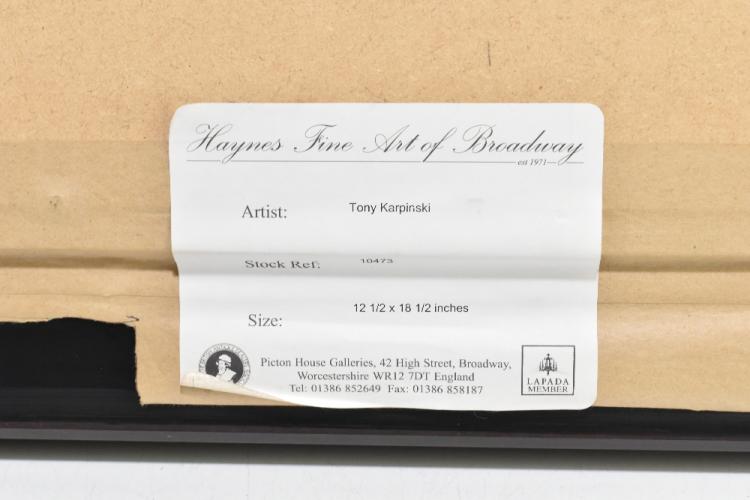 Haynes Fine Art of Broadway
est 1971
Artist: Tony Karpinski
Stock Ref: 10473
Size: 12 1/2 x 18 1/2 inches
Picton House Galleries, 42 High Street, Broadway,
Worcestershire WR12 7DT England
Tel: 01386 852649 Fax: 01386 858187
LAPADA
MEMBER